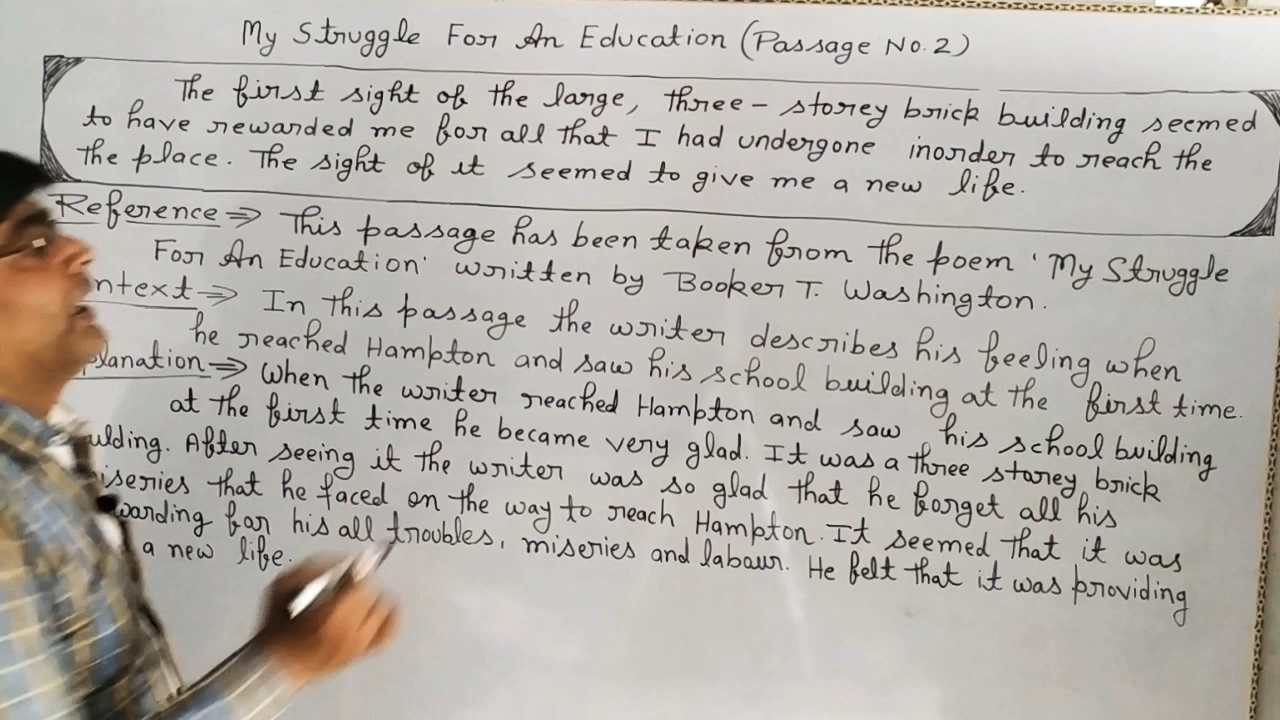 My Struggle For An Education (Passage No. 2)
The first sight of the large, three-storey brick building seemed
to have rewarded me for all that I had undergone inorder to reach the
the place. The sight of it seemed to give me a new life.
Reference ⇒ This passage has been taken from the poem 'My Struggle
For An Education' written by Booker T. Washington.
ntext ⇒ In this passage the writer describes his feeling when
he reached Hampton and saw his school building at the first time.
planation ⇒ When the writer reached Hampton and saw his school building
at the first time he became very glad. It was a three storey brick
uilding. After seeing it the writer was so glad that he forget all his
iseries that he faced on the way to reach Hampton. It seemed that it was
warding for his all troubles, miseries and labour. He felt that it was providing
a new life.